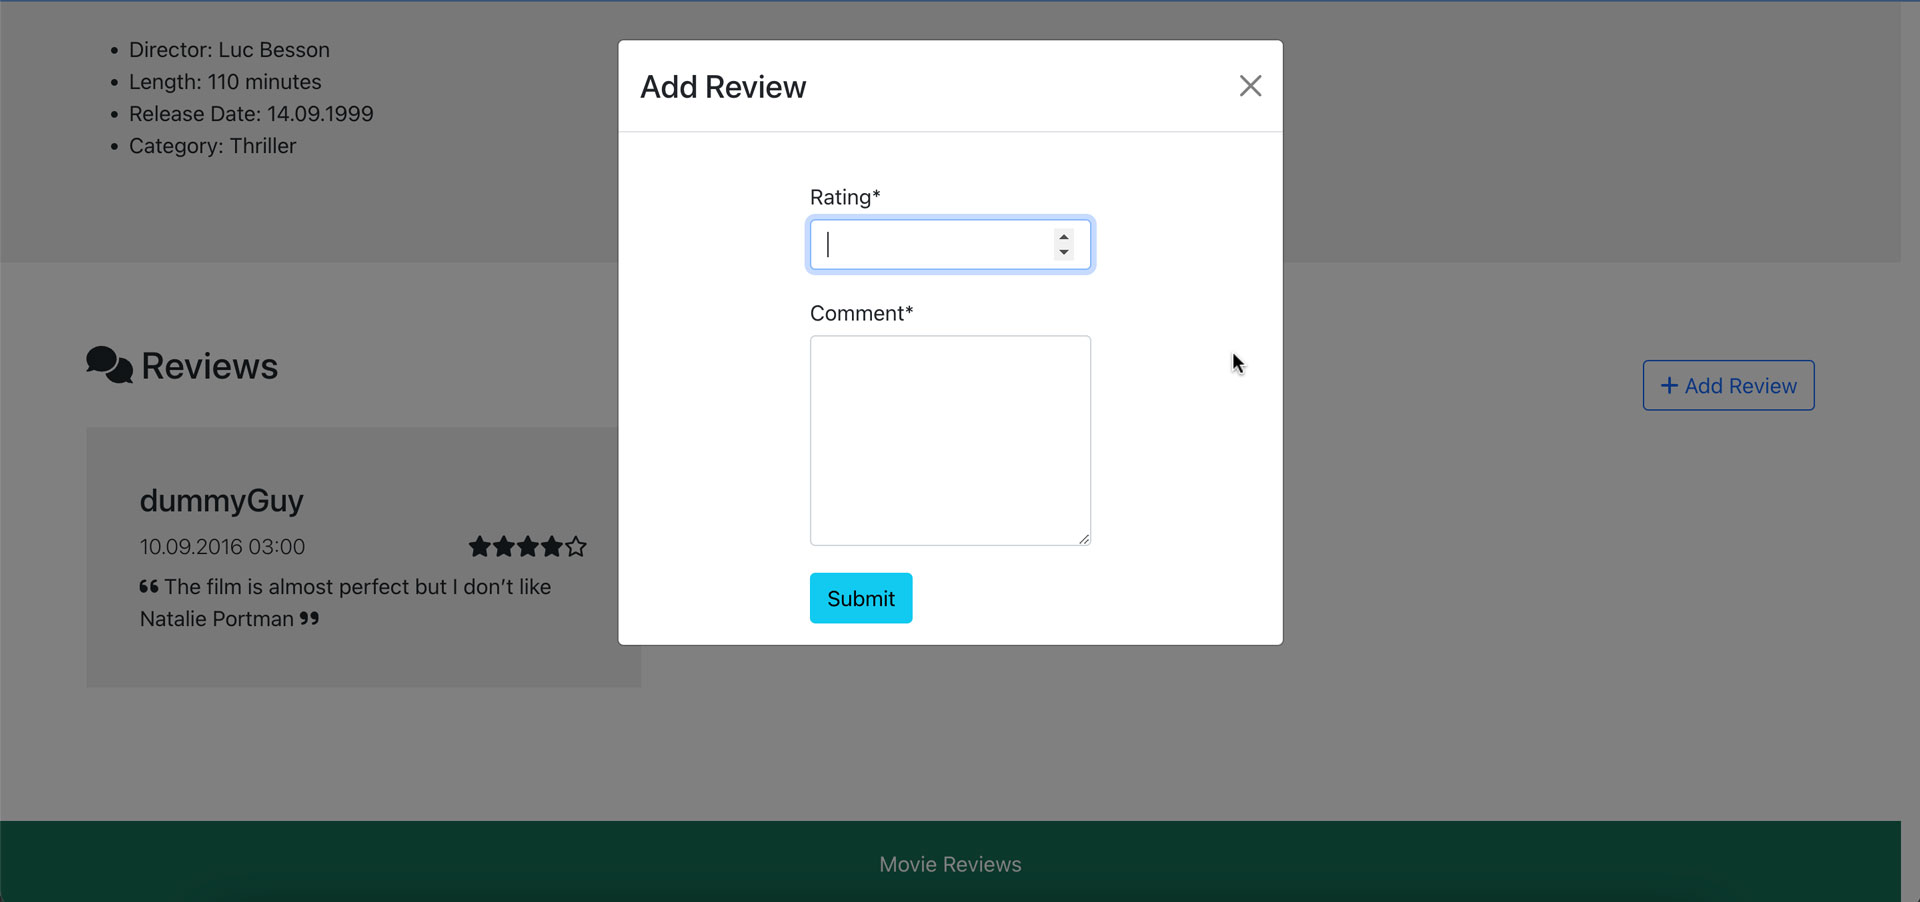 Director: Luc Besson
Length: 110 minutes
Release Date: 14.09.1999
Category: Thriller
Add Review
Rating*
Comment*
Submit
Reviews
+ Add Review
dummyGuy
10.09.2016 03:00
❝ The film is almost perfect but I don’t like
Natalie Portman ❞
Movie Reviews